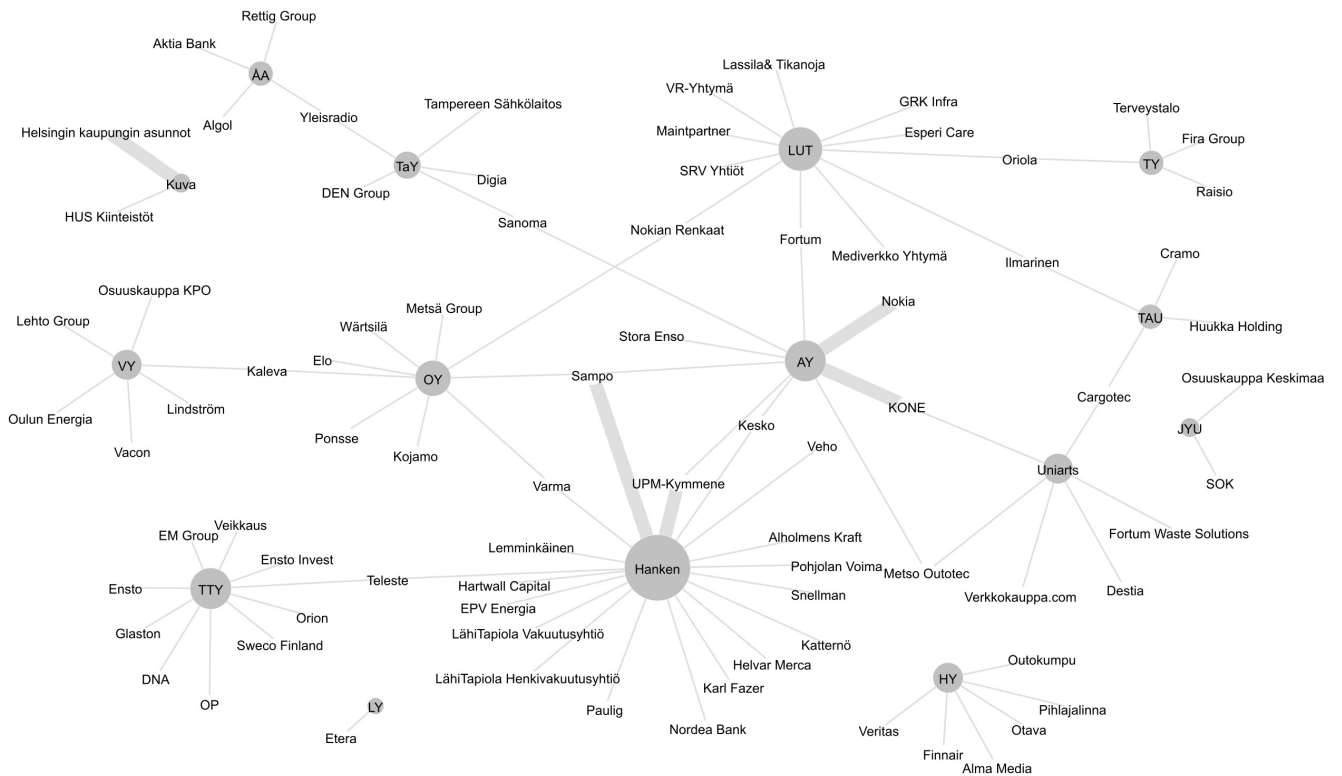 Rettig Group
Aktia Bank
ÅA
Algol
Yleisradio
Helsingin kaupungin asunnot
Kuva
HUS Kiinteistöt
Tampereen Sähkölaitos
TaY
DEN Group
Digia
Sanoma
Lassila& Tikanoja
VR-Yhtymä
GRK Infra
Maintpartner
Esperi Care
LUT
SRV Yhtiöt
Oriola
Terveystalo
Fira Group
TY
Raisio
Nokian Renkaat
Fortum
Mediverkko Yhtymä
Ilmarinen
Cramo
TAU
Huukka Holding
Osuuskauppa KPO
Lehto Group
VY
Kaleva
Oulun Energia
Lindström
Vacon
Metsä Group
Wärtsilä
Elo
OY
Ponsse
Kojamo
Nokia
Stora Enso
AY
Sampo
KONE
Kesko
Veho
Cargotec
Osuuskauppa Keskimaa
JYU
SOK
Uniarts
UPM-Kymmene
Varma
Fortum Waste Solutions
Metso Outotec
Verkkokauppa.com
Destia
Veikkaus
EM Group
Ensto Invest
Ensto
TTY
Teleste
Glaston
Orion
Sweco Finland
DNA
OP
Lemminkäinen
Hanken
Alholmens Kraft
Pohjolan Voima
Hartwall Capital
Snellman
EPV Energia
LähiTapiola Vakuutusyhtiö
Katternö
Helvar Merca
LähiTapiola Henkivakuutusyhtiö
Karl Fazer
Paulig
Nordea Bank
LY
Etera
Outokumpu
HY
Pihlajalinna
Otava
Veritas
Finnair
Alma Media